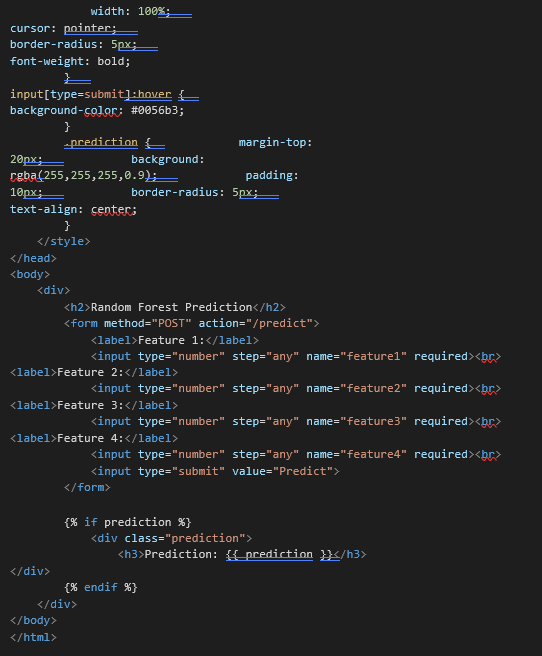 width: 100%;
cursor: pointer;
border-radius: 5px;
font-weight: bold;
}
input[type=submit]:hover {
background-color: #0056b3;
}
.prediction { margin-top:
20px; background:
rgba(255,255,255,0.9); padding:
10px; border-radius: 5px;
text-align: center;
}
</style>
</head>
<body>
<div>
<h2>Random Forest Prediction</h2>
<form method="POST" action="/predict">
<label>Feature 1:</label>
<input type="number" step="any" name="feature1" required><br>
<label>Feature 2:</label>
<input type="number" step="any" name="feature2" required><br>
<label>Feature 3:</label>
<input type="number" step="any" name="feature3" required><br>
<label>Feature 4:</label>
<input type="number" step="any" name="feature4" required><br>
<input type="submit" value="Predict">
</form>
{% if prediction %}
<div class="prediction">
<h3>Prediction: {{ prediction }}</h3>
</div>
{% endif %}
</div>
</body>
</html>